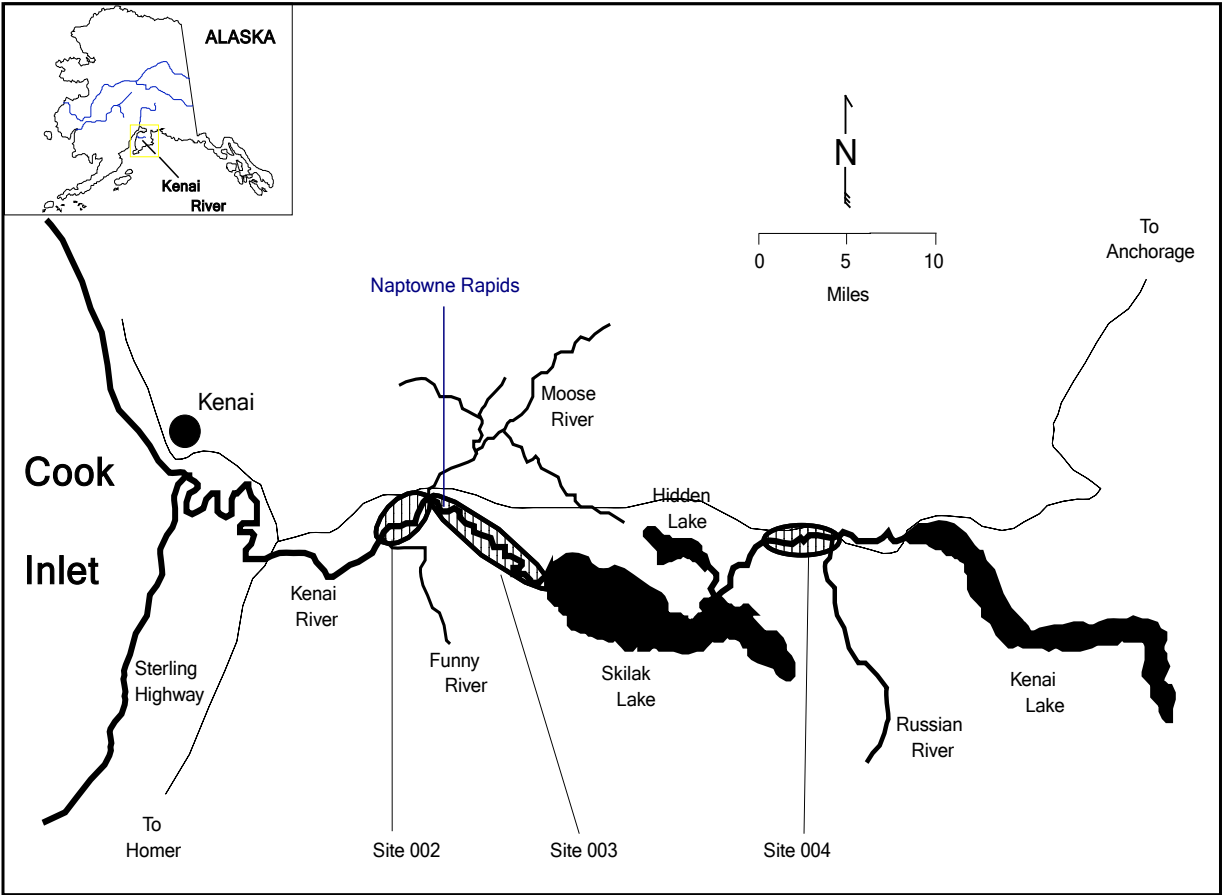 ALASKA
Kenai
River
N
0 5 10
Miles
To
Anchorage
Naptowne Rapids
Moose
River
Kenai
Cook
Inlet
Hidden
Lake
Kenai
River
Funny
River
Sterling
Highway
Skilak
Lake
Kenai
Lake
Russian
River
To
Homer
Site 002
Site 003
Site 004